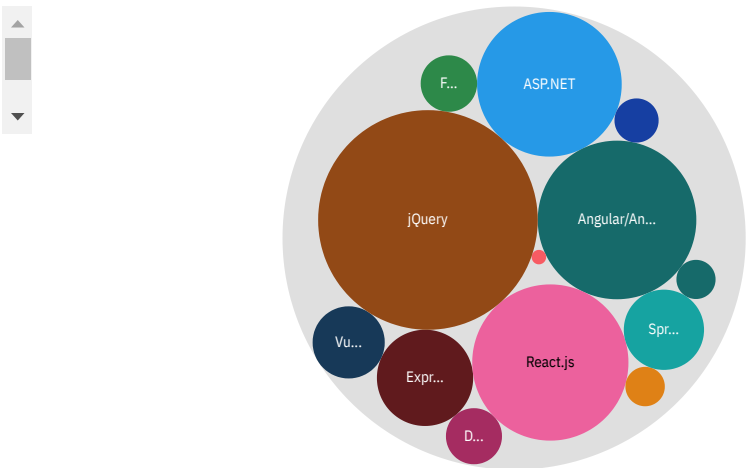 F...
ASP.NET
jQuery
Angular/An...
Spr...
Vu...
React.js
Expr...
D...